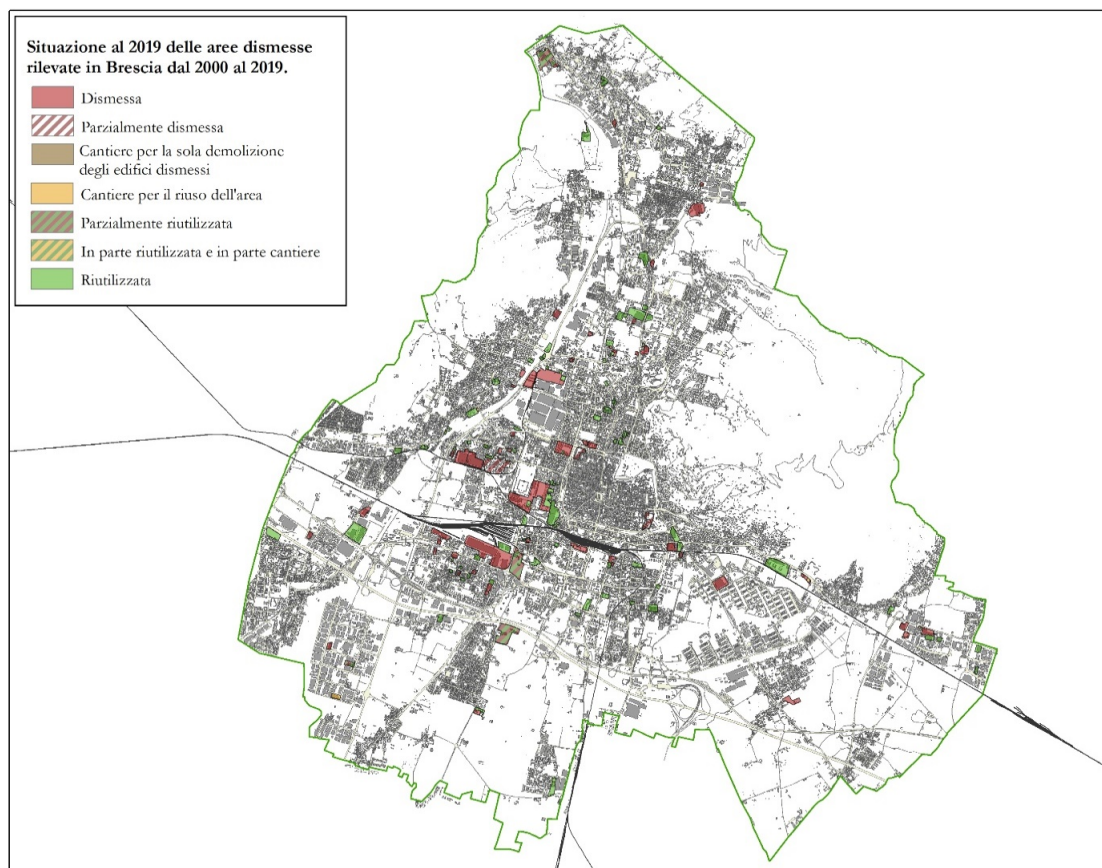 Situazione al 2019 delle aree dismesse
rilevate in Brescia dal 2000 al 2019.
Dismessa
Parzialmente dismessa
Cantiere per la sola demolizione
degli edifici dismessi
Cantiere per il riuso dell'area
Parzialmente riutilizzata
In parte riutilizzata e in parte cantiere
Riutilizzata